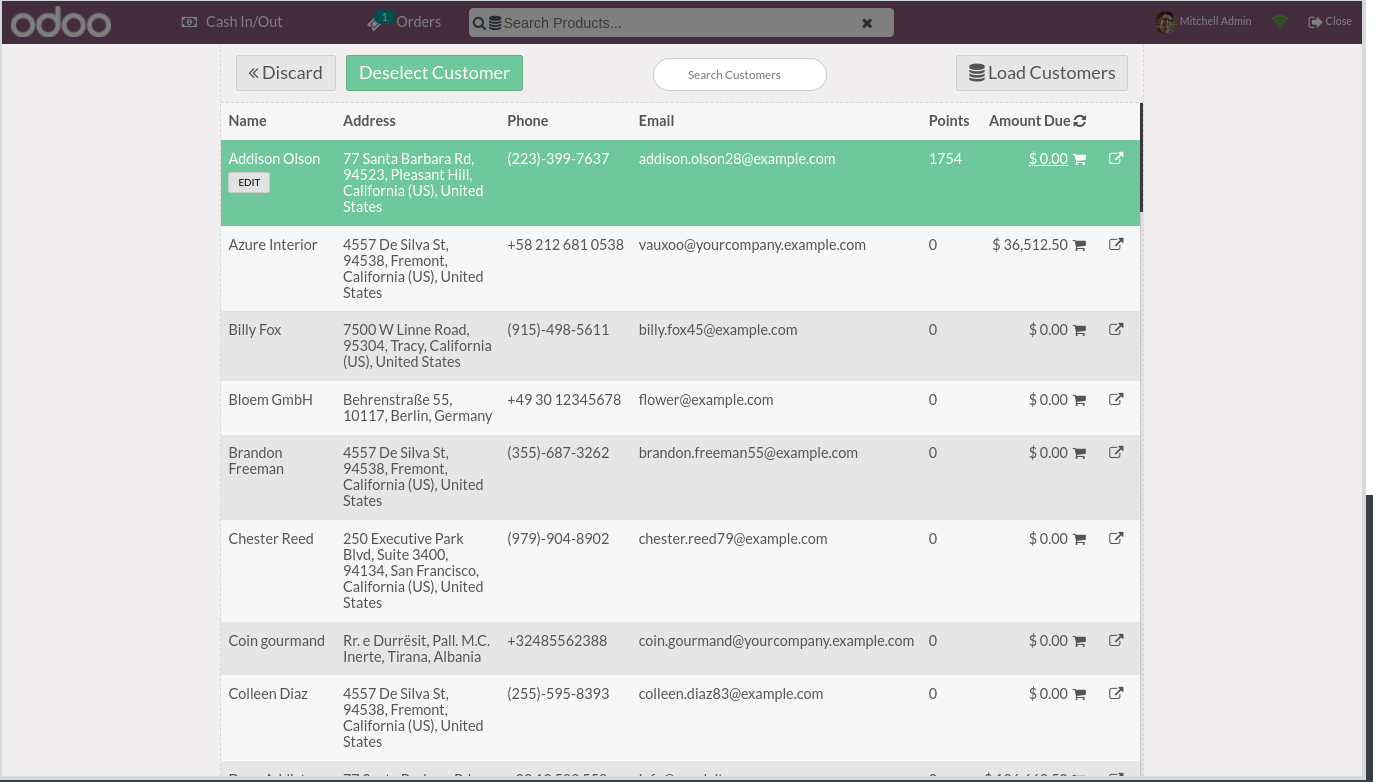 odoo Cash In/Out 1 Orders Search Products... Mitchell Admin Close
Discard Deselect Customer Search Customers Load Customers
Name Address Phone Email Points Amount Due
Addison Olson 77 Santa Barbara Rd, (223)-399-7637 addison.olson28@example.com 1754 $ 0.00
EDIT 94523, Pleasant Hill,
California (US), United
States
Azure Interior 4557 De Silva St, +58 212 681 0538 vauxoo@yourcompany.example.com 0 $ 36,512.50
94538, Fremont,
California (US), United
States
Billy Fox 7500 W Linne Road, (915)-498-5611 billy.fox45@example.com 0 $ 0.00
95304, Tracy, California
(US), United States
Bloem GmbH Behrenstraße 55, +49 30 12345678 flower@example.com 0 $ 0.00
10117, Berlin, Germany
Brandon 4557 De Silva St, (355)-687-3262 brandon.freeman55@example.com 0 $ 0.00
Freeman 94538, Fremont,
California (US), United
States
Chester Reed 250 Executive Park (979)-904-8902 chester.reed79@example.com 0 $ 0.00
Blvd, Suite 3400,
94134, San Francisco,
California (US), United
States
Coin gourmand Rr. e Durrësit, Pall. M.C. +32485562388 coin.gourmand@yourcompany.example.com 0 $ 0.00
Inerte, Tirana, Albania
Colleen Diaz 4557 De Silva St, (255)-595-8393 colleen.diaz83@example.com 0 $ 0.00
94538, Fremont,
California (US), United
States